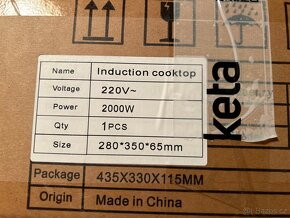 Name Induction cooktop
Voltage 220V~
Power 2000W
Qty 1PCS
Size 280*350*65mm
Package 435X330X115MM
Origin Made in China
keta